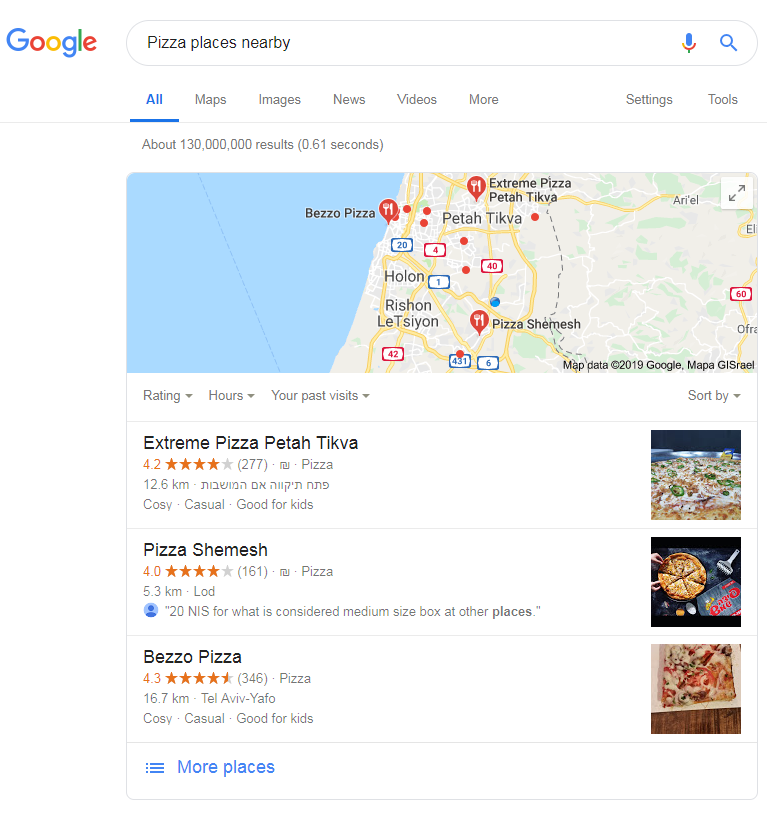 Google
Pizza places nearby
All Maps Images News Videos More Settings Tools
About 130,000,000 results (0.61 seconds)
Extreme Pizza
Petah Tikva
Ari'el
Bezzo Pizza
Petah Tikva
El
20
4
40
Holon
1
60
Rishon
LeTsiyon
Pizza Shemesh
Ofra
42
431
6
Map data ©2019 Google, Mapa GISrael
Rating Hours Your past visits Sort by
Extreme Pizza Petah Tikva
4.2 (277) · ₪ · Pizza
12.6 km · פתח תיקווה אם המושבות
Cosy · Casual · Good for kids
Pizza Shemesh
4.0 (161) · ₪ · Pizza
5.3 km · Lod
"20 NIS for what is considered medium size box at other places."
Bezzo Pizza
4.3 (346) · Pizza
16.7 km · Tel Aviv-Yafo
Cosy · Casual · Good for kids
More places